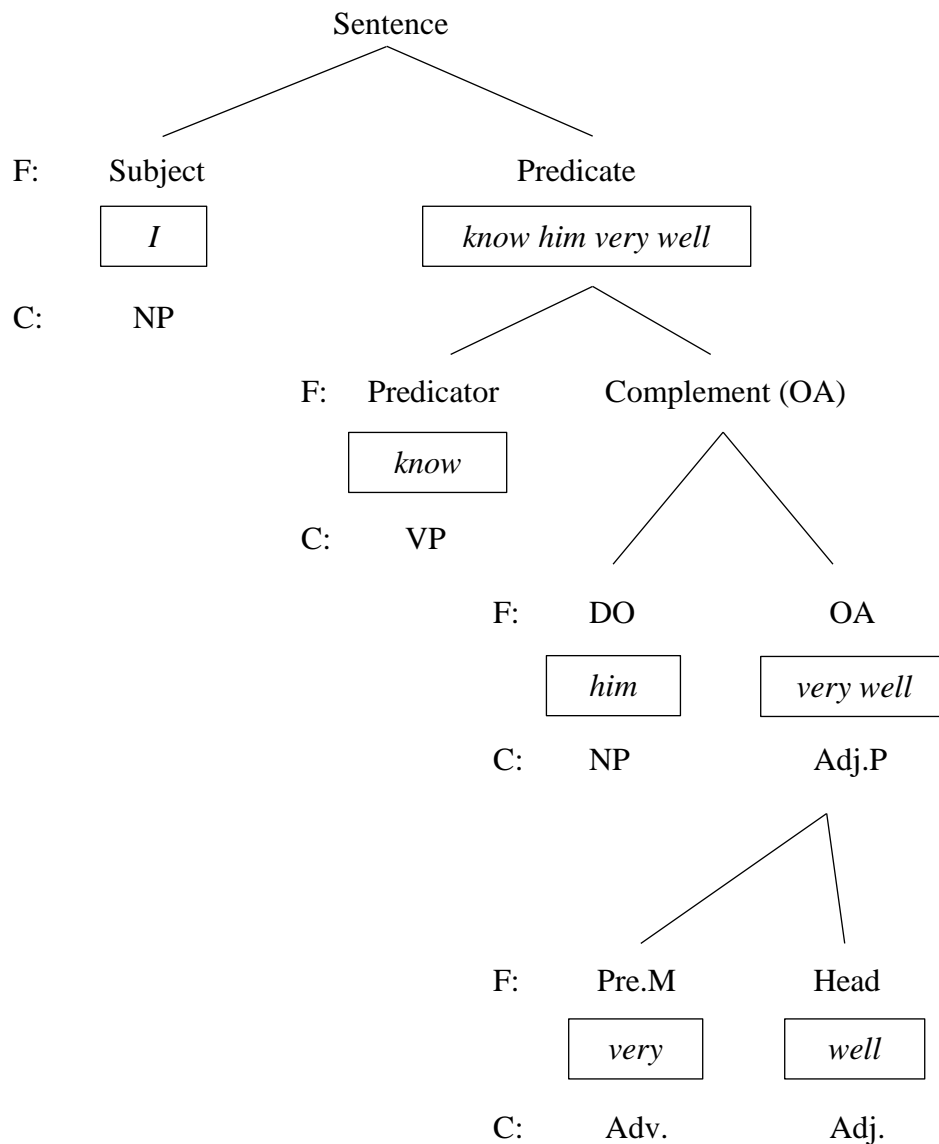 Sentence
F: Subject Predicate
I know him very well
C: NP
F: Predicator Complement (OA)
know
C: VP
F: DO OA
him very well
C: NP Adj.P
F: Pre.M Head
very well
C: Adv. Adj.